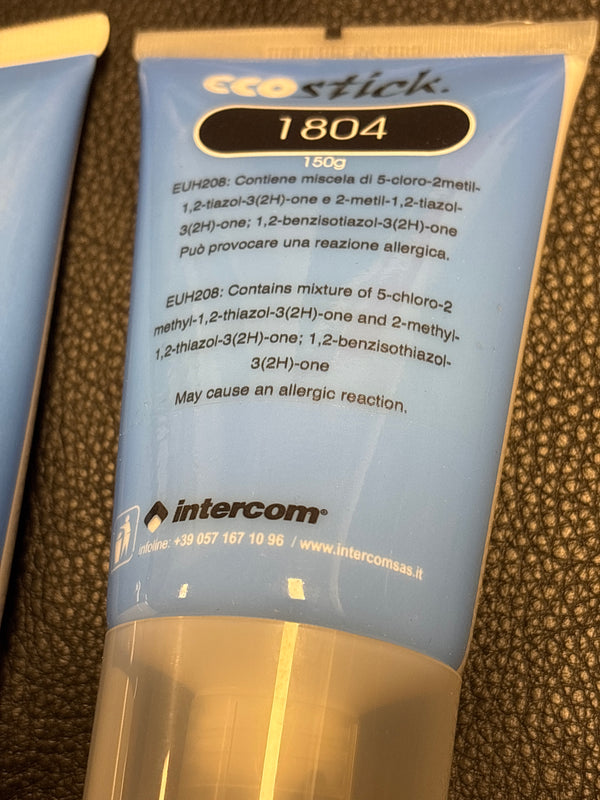 ecostick.
1804
150g
EUH208: Contiene miscela di 5-cloro-2metil-
1,2-tiazol-3(2H)-one e 2-metil-1,2-tiazol-
3(2H)-one; 1,2-benzisotiazol-3(2H)-one
Può provocare una reazione allergica.
EUH208: Contains mixture of 5-chloro-2
methyl-1,2-thiazol-3(2H)-one and 2-methyl-
1,2-thiazol-3(2H)-one; 1,2-benzisothiazol-
3(2H)-one
May cause an allergic reaction.
intercom®
infoline: +39 057 167 10 96 / www.intercomsas.it